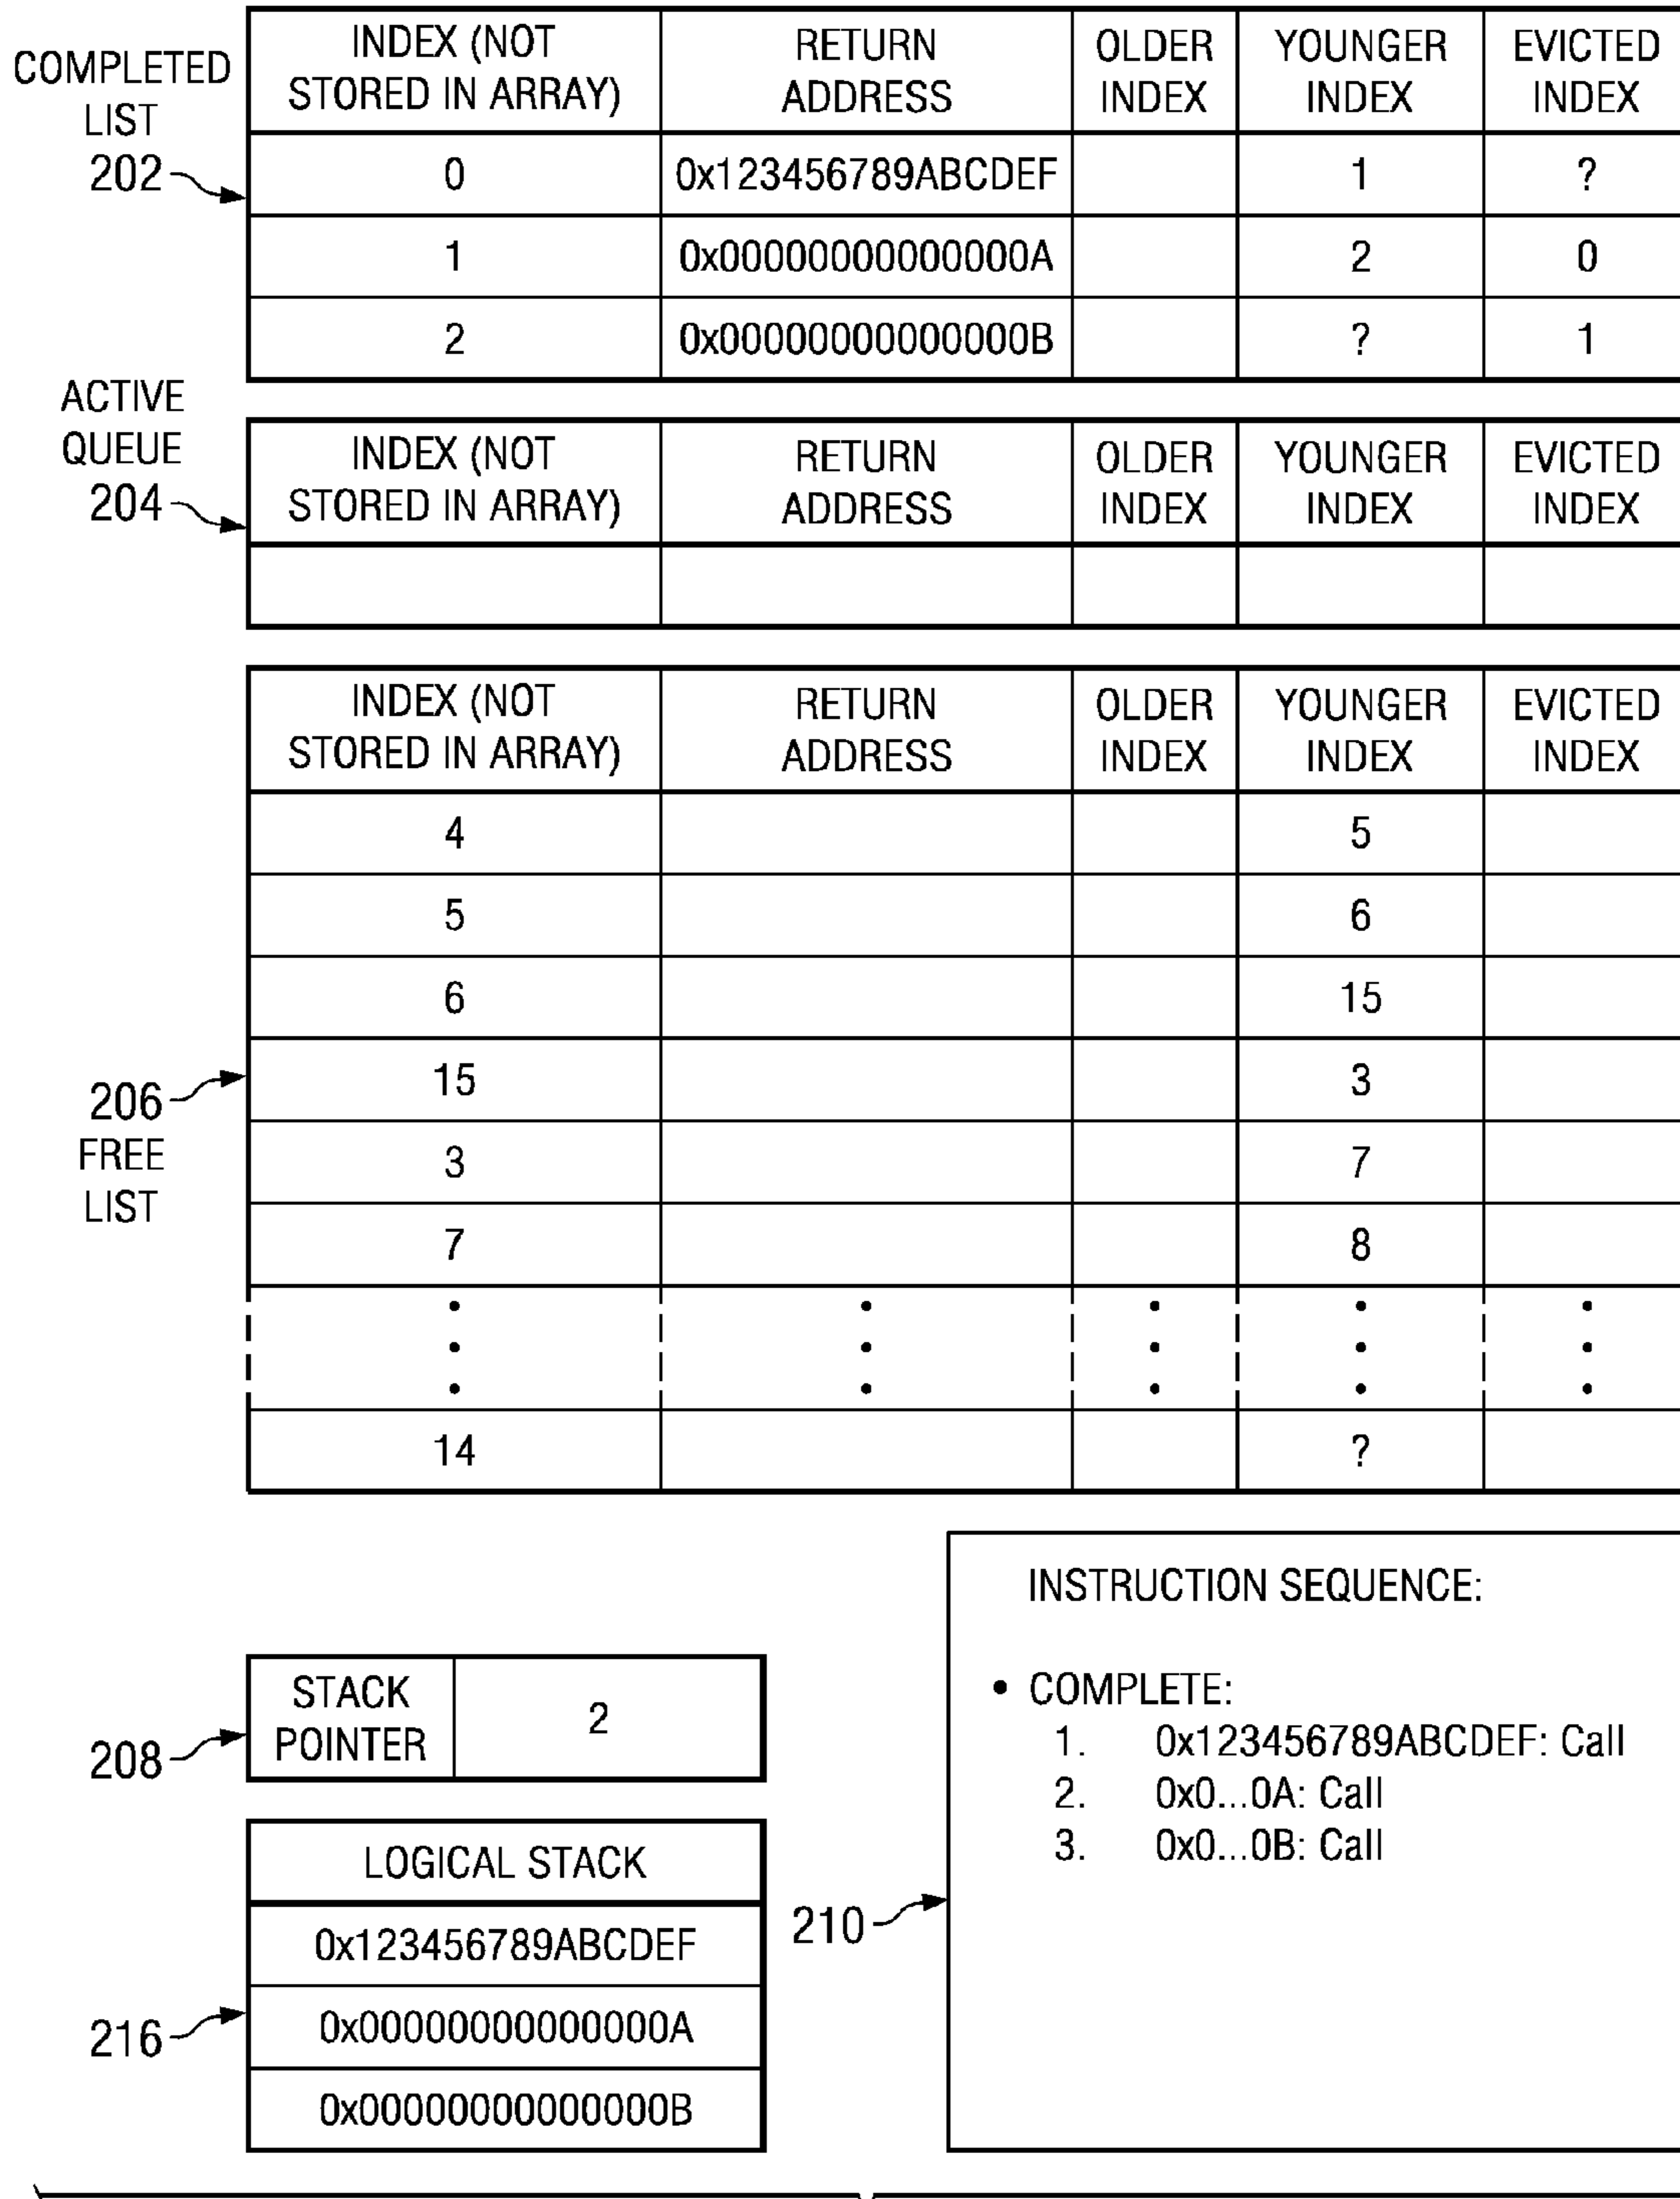 COMPLETED LIST 202
INDEX (NOT STORED IN ARRAY) RETURN ADDRESS OLDER INDEX YOUNGER INDEX EVICTED INDEX
0 0x123456789ABCDEF 1 ?
1 0x00000000000000A 2 0
2 0x00000000000000B ? 1
ACTIVE QUEUE 204
INDEX (NOT STORED IN ARRAY) RETURN ADDRESS OLDER INDEX YOUNGER INDEX EVICTED INDEX
INDEX (NOT STORED IN ARRAY) RETURN ADDRESS OLDER INDEX YOUNGER INDEX EVICTED INDEX
4 5
5 6
6 15
15 3
3 7
7 8
14 ?
206 FREE LIST
STACK POINTER 2
208
LOGICAL STACK
0x123456789ABCDEF
0x00000000000000A
0x00000000000000B
216
INSTRUCTION SEQUENCE:
• COMPLETE:
1. 0x123456789ABCDEF: Call
2. 0x0...0A: Call
3. 0x0...0B: Call
210